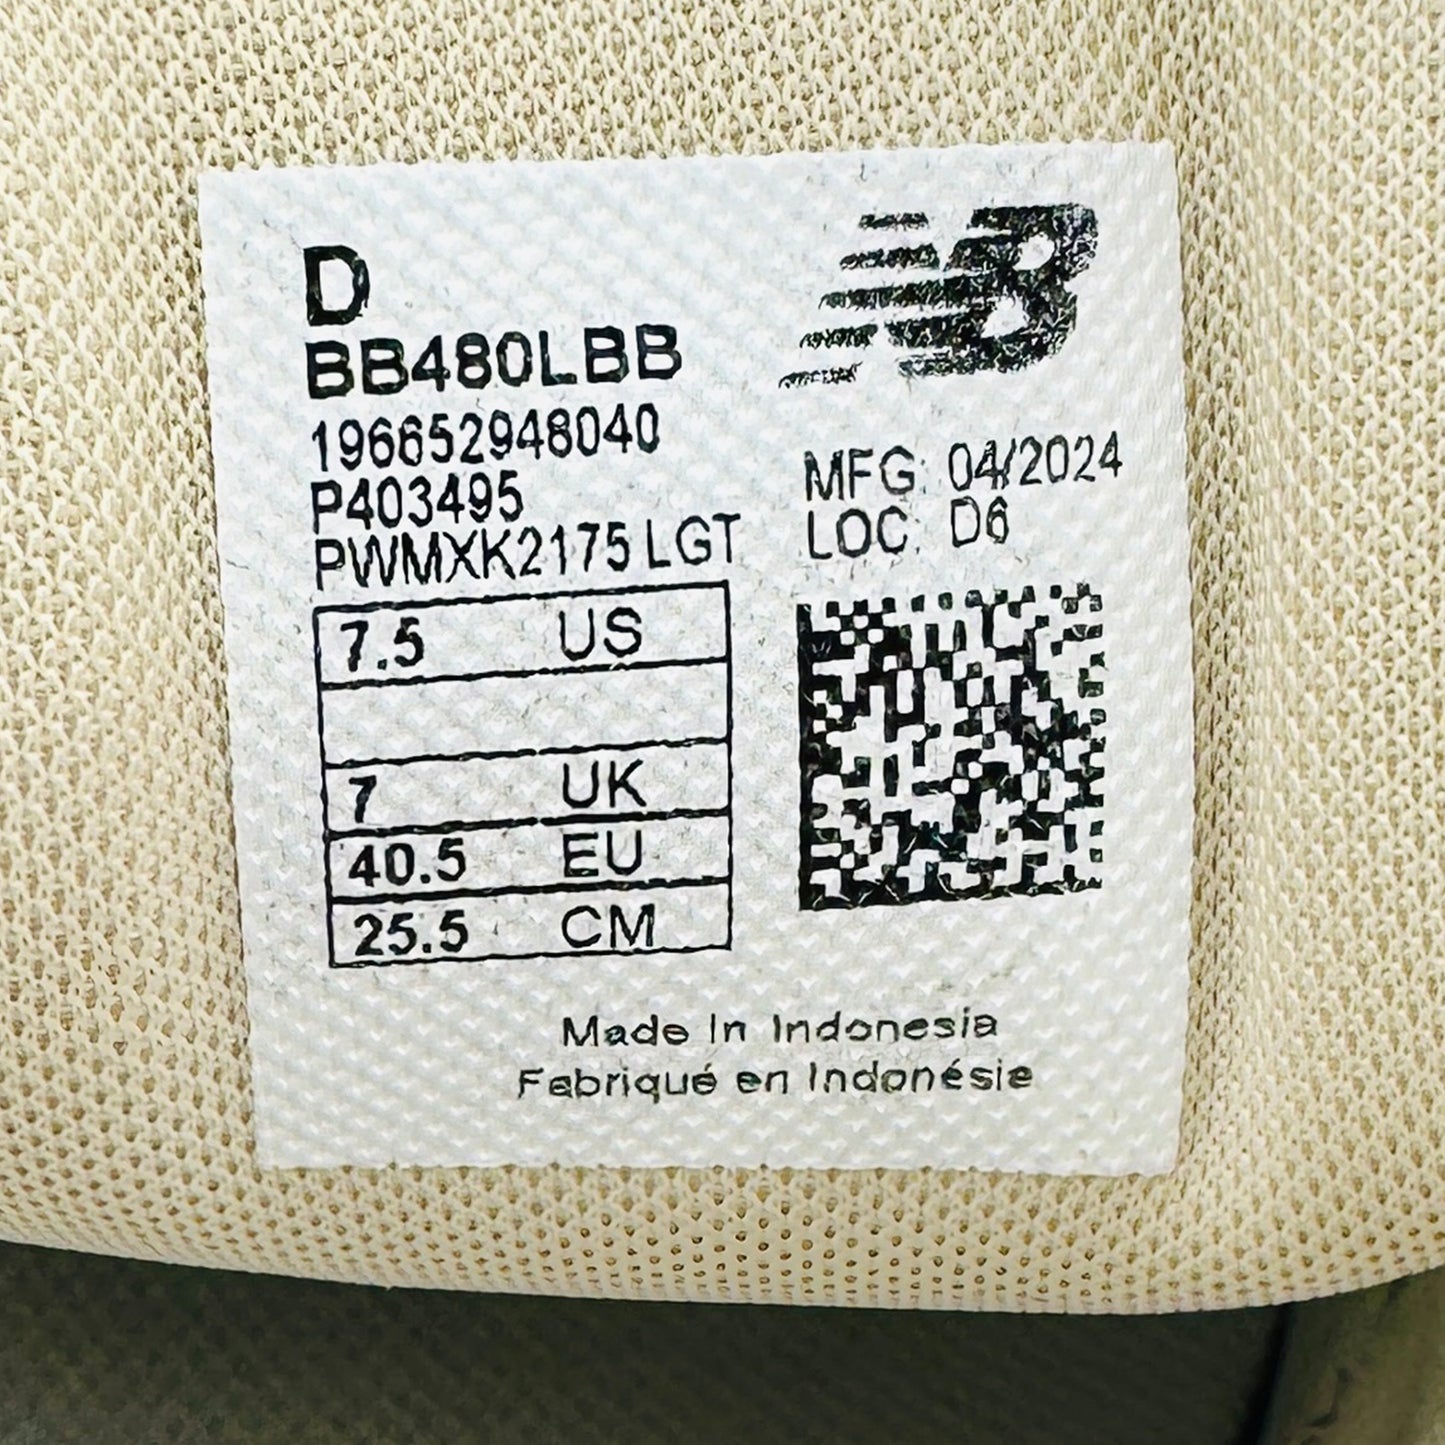 D
BB480LBB
196652948040
P403495
PWMXK2175 LGT
MFG: 04/2024
LOC: D6
7.5 US
7 UK
40.5 EU
25.5 CM
Made In Indonesia
Fabriqué en Indonésie